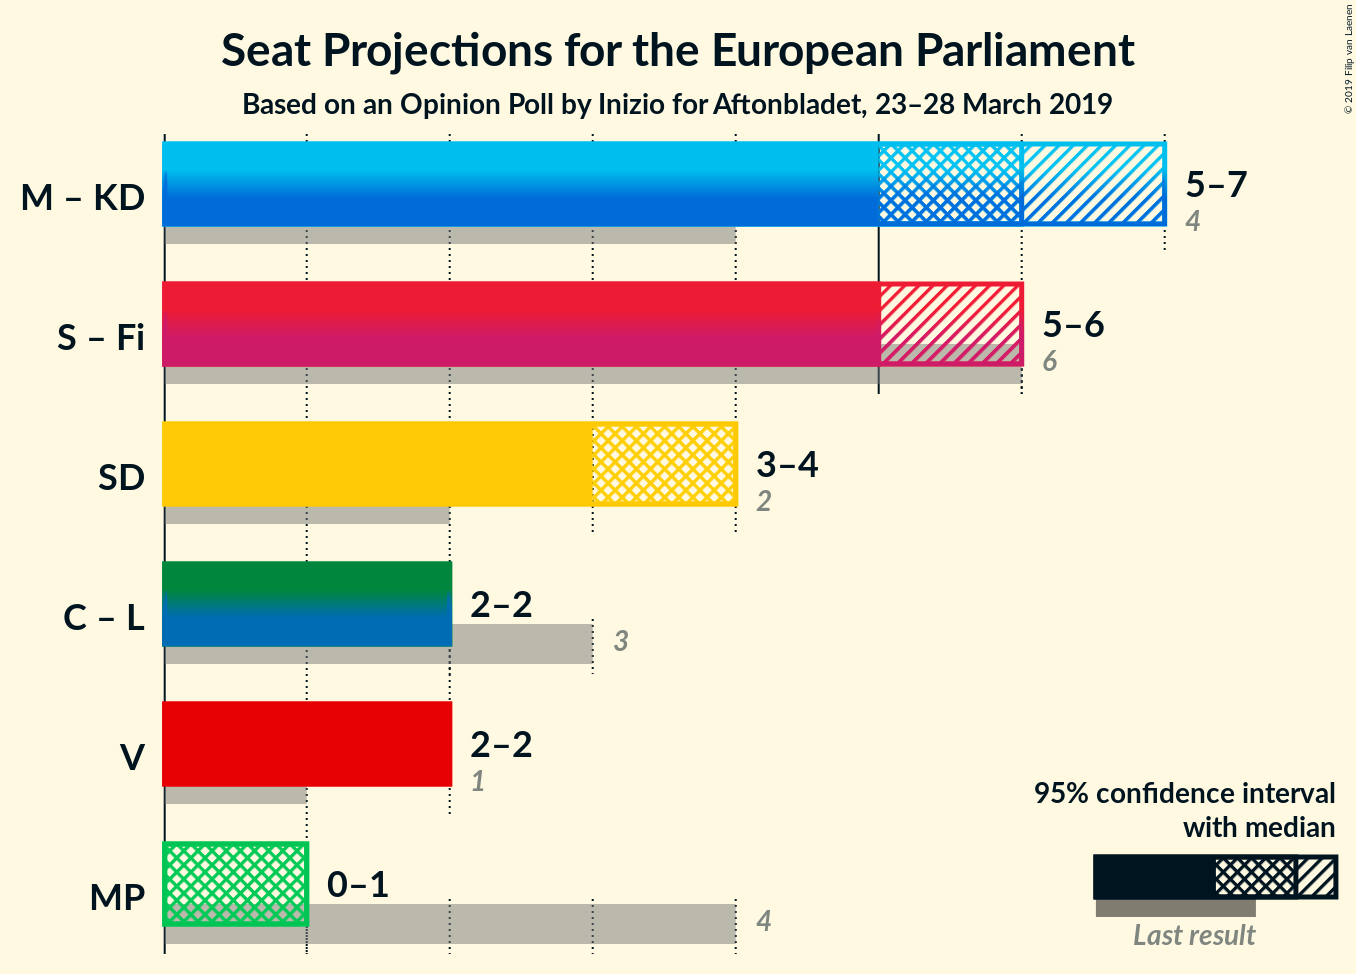 Seat Projections for the European Parliament
Based on an Opinion Poll by Inizio for Aftonbladet, 23–28 March 2019
© 2019 Filip van Laenen
M – KD
5–7
4
S – Fi
5–6
6
SD
3–4
2
C – L
2–2
3
V
2–2
1
MP
0–1
4
95% confidence interval
with median
Last result